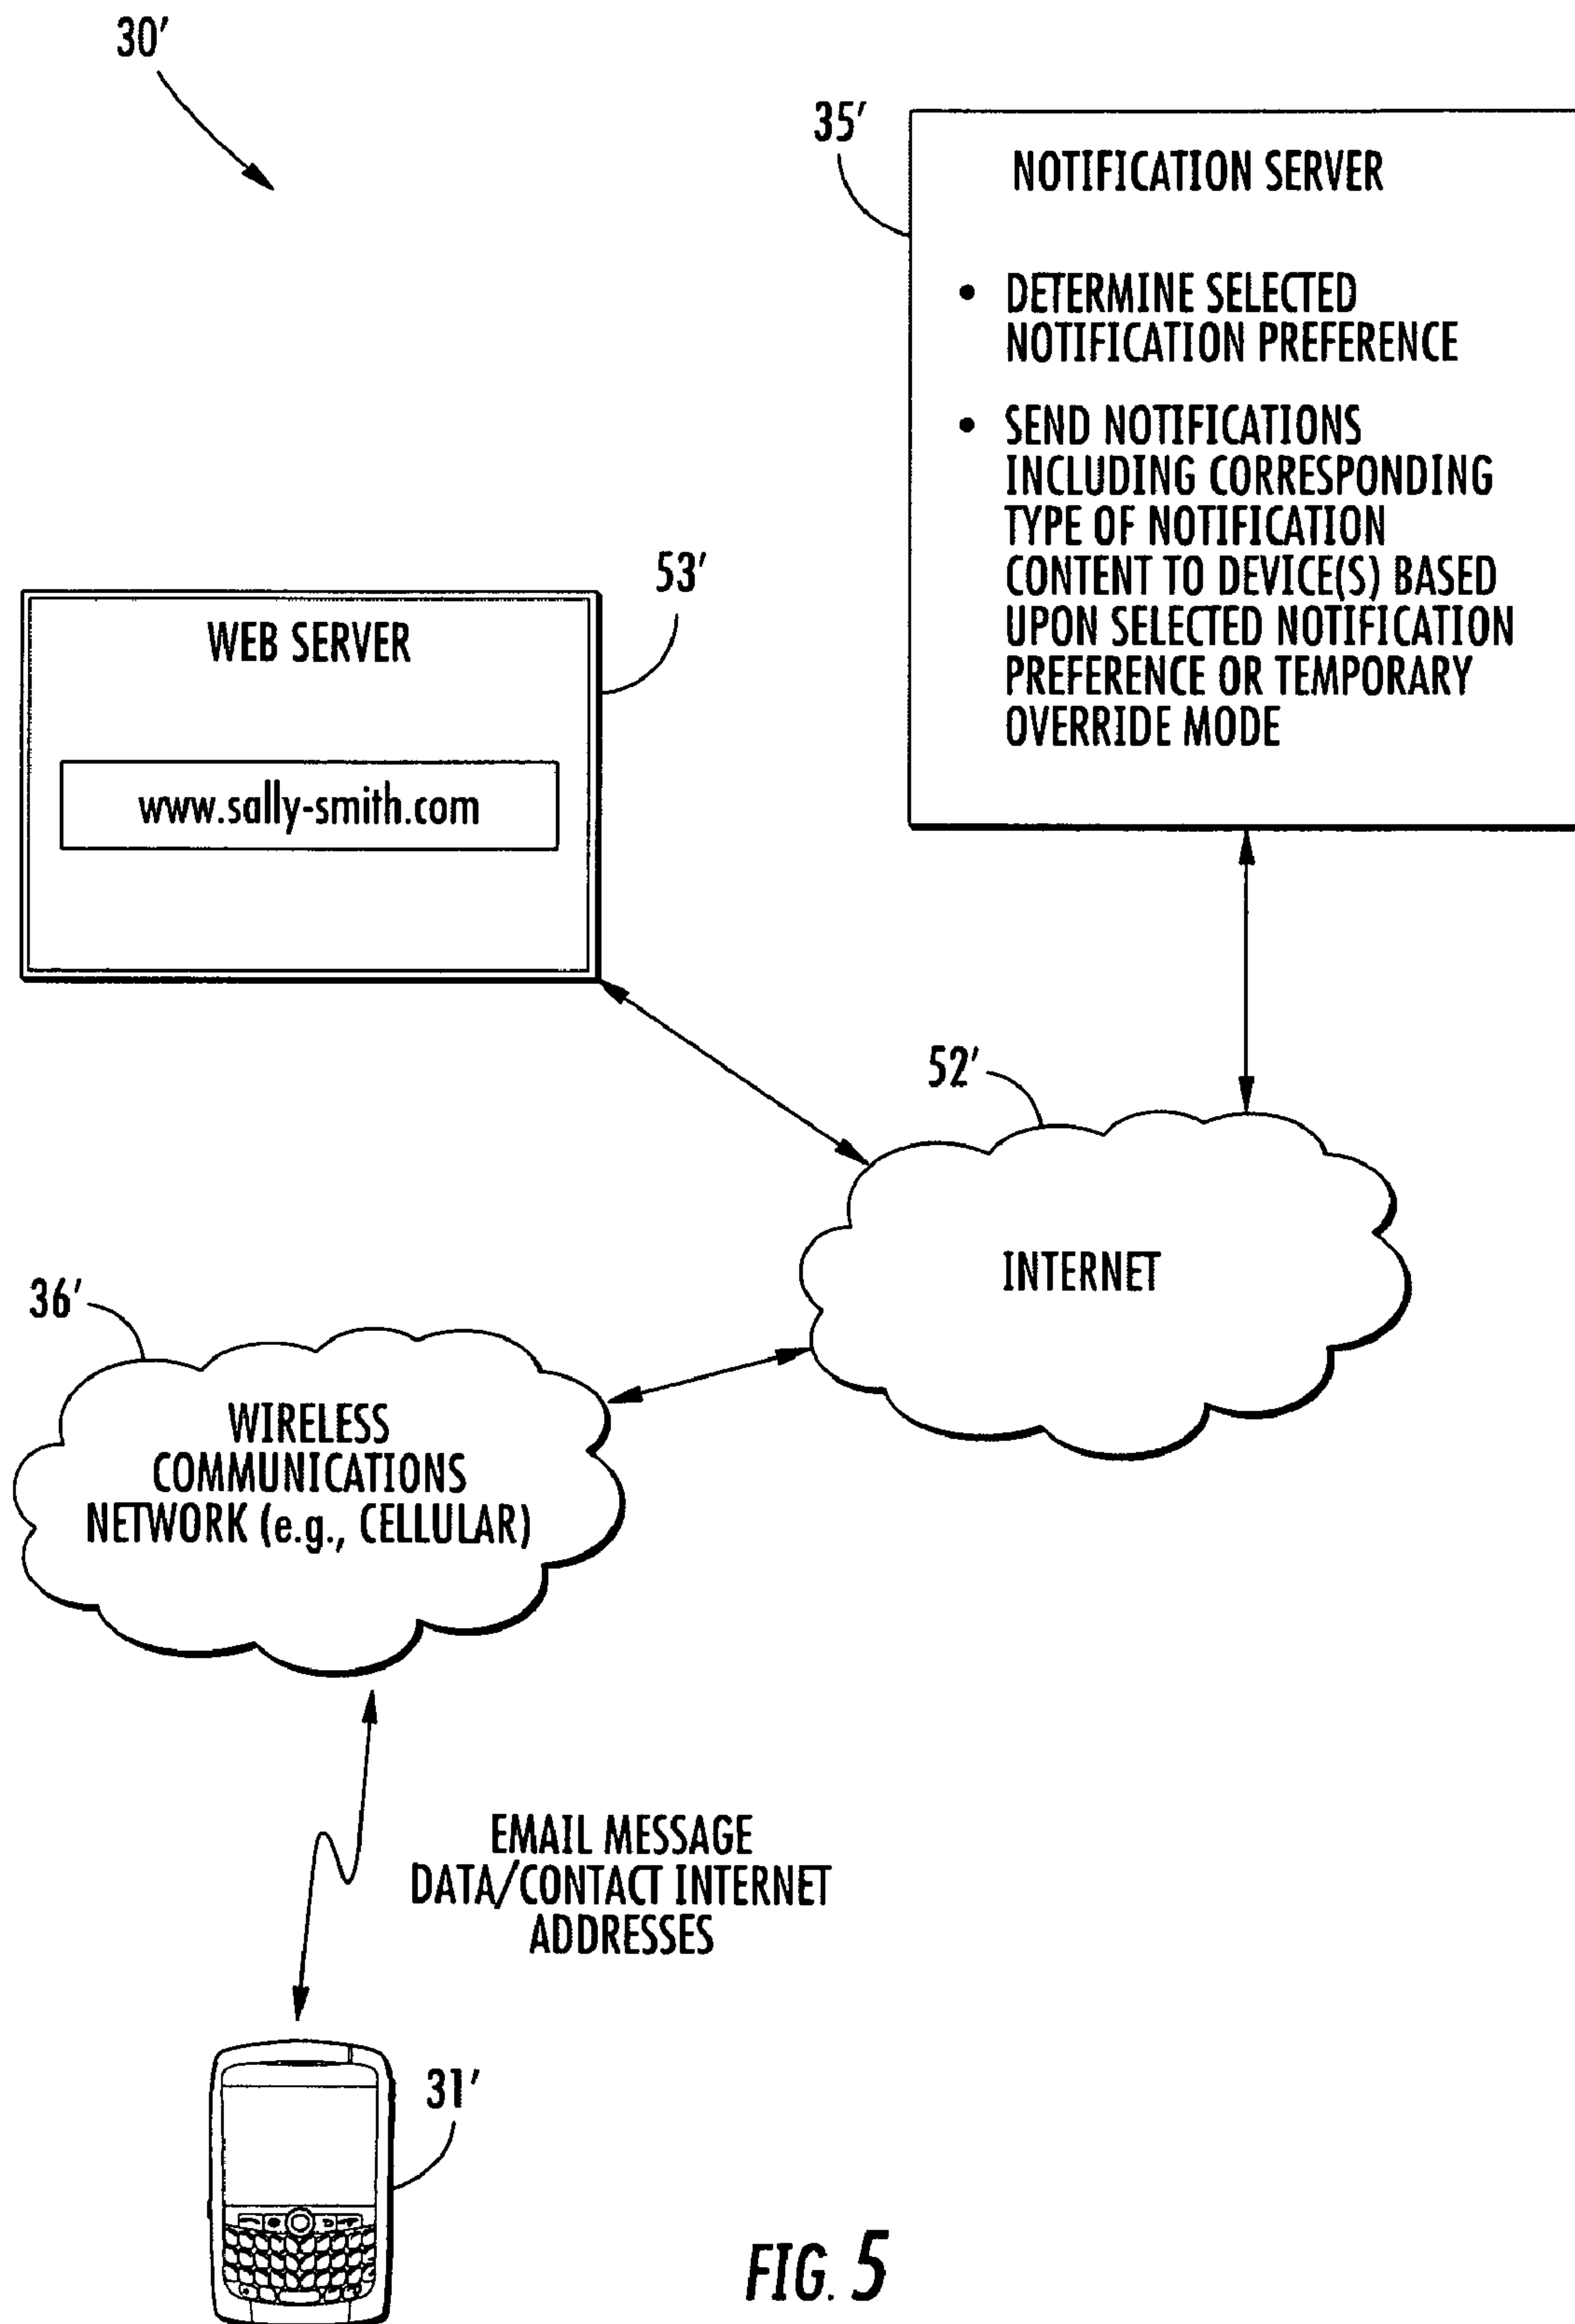 30'
35'
NOTIFICATION SERVER
• DETERMINE SELECTED
NOTIFICATION PREFERENCE
• SEND NOTIFICATIONS
INCLUDING CORRESPONDING
TYPE OF NOTIFICATION
CONTENT TO DEVICE(S) BASED
UPON SELECTED NOTIFICATION
PREFERENCE OR TEMPORARY
OVERRIDE MODE
53'
WEB SERVER
www.sally-smith.com
52'
INTERNET
36'
WIRELESS
COMMUNICATIONS
NETWORK (e.g., CELLULAR)
EMAIL MESSAGE
DATA/CONTACT INTERNET
ADDRESSES
31'
FIG. 5